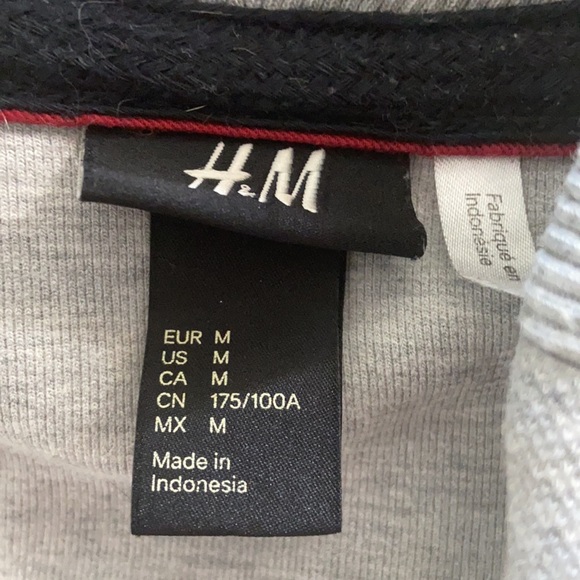 H&M
EUR M
US M
CA M
CN 175/100A
MX M
Made in
Indonesia
Fabriqué en
Indonésie